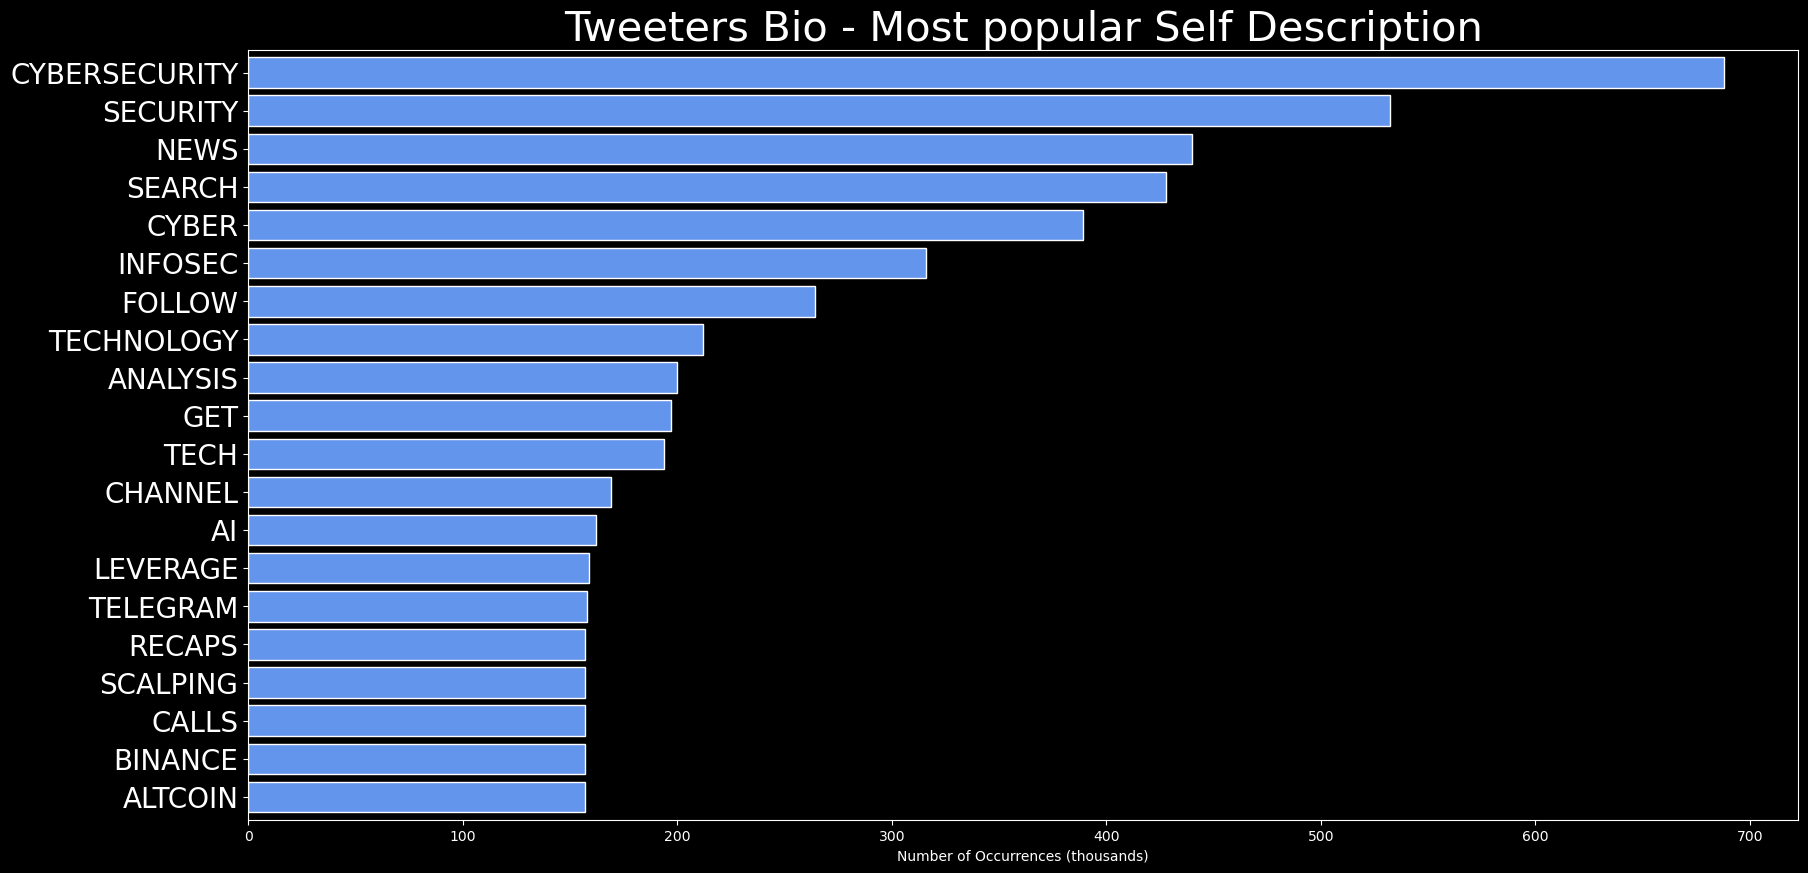 Tweeters Bio - Most popular Self Description
CYBERSECURITY
SECURITY
NEWS
SEARCH
CYBER
INFOSEC
FOLLOW
TECHNOLOGY
ANALYSIS
GET
TECH
CHANNEL
AI
LEVERAGE
TELEGRAM
RECAPS
SCALPING
CALLS
BINANCE
ALTCOIN
0 100 200 300 400 500 600 700
Number of Occurrences (thousands)